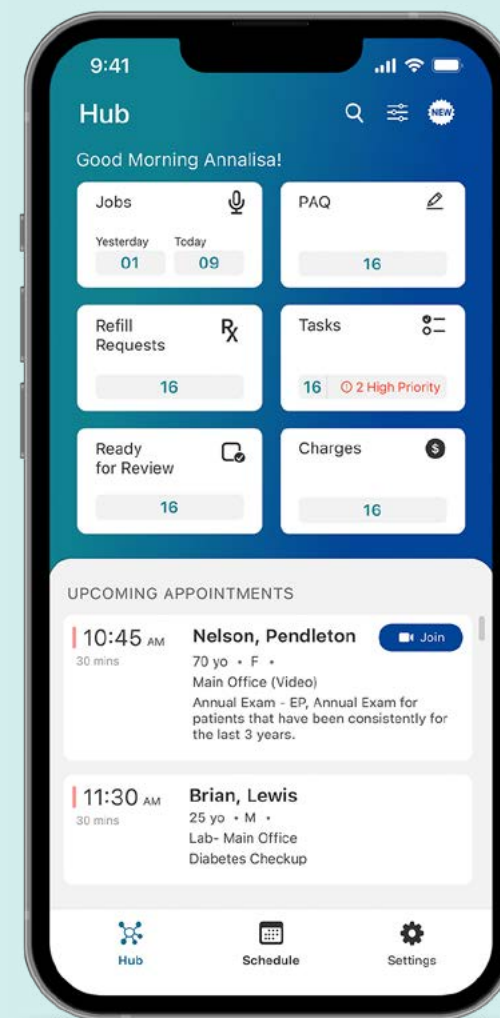 9:41
Hub
NEW
Good Morning Annalisa!
Jobs
Yesterday Today
01 09
PAQ
16
Refill
Requests
Rx
16
Tasks
16 2 High Priority
Ready
for Review
16
Charges
$
16
UPCOMING APPOINTMENTS
10:45 AM
30 mins
Nelson, Pendleton
Join
70 yo • F •
Main Office (Video)
Annual Exam - EP, Annual Exam for
patients that have been consistently for
the last 3 years.
11:30 AM
30 mins
Brian, Lewis
25 yo • M •
Lab- Main Office
Diabetes Checkup
Hub
Schedule
Settings